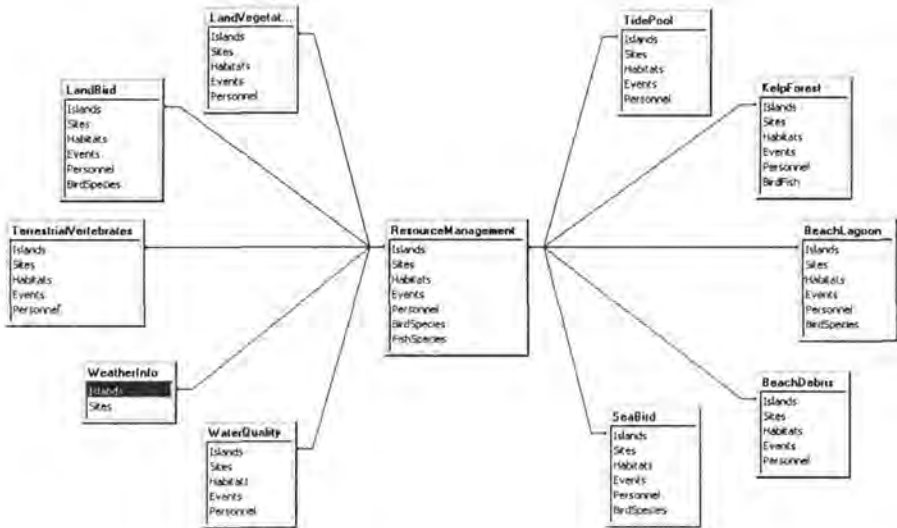 LandVegetat...
Islands
Sites
Habitats
Events
Personnel
TidePool
Islands
Sites
Habitats
Events
Personnel
LandBird
Islands
Sites
Habitats
Events
Personnel
BirdSpecies
KelpForest
Islands
Sites
Habitats
Events
Personnel
BirdFish
TerrestrialVertebrates
Islands
Sites
Habitats
Events
Personnel
ResourceManagement
Islands
Sites
Habitats
Events
Personnel
BirdSpecies
FishSpecies
BeachLagoon
Islands
Sites
Habitats
Events
Personnel
BirdSpecies
WeatherInfo
Islands
Sites
BeachDebris
Islands
Sites
Habitats
Events
Personnel
WaterQuality
Islands
Sites
Habitats
Events
Personnel
SeaBird
Islands
Sites
Habitats
Events
Personnel
BirdSpecies